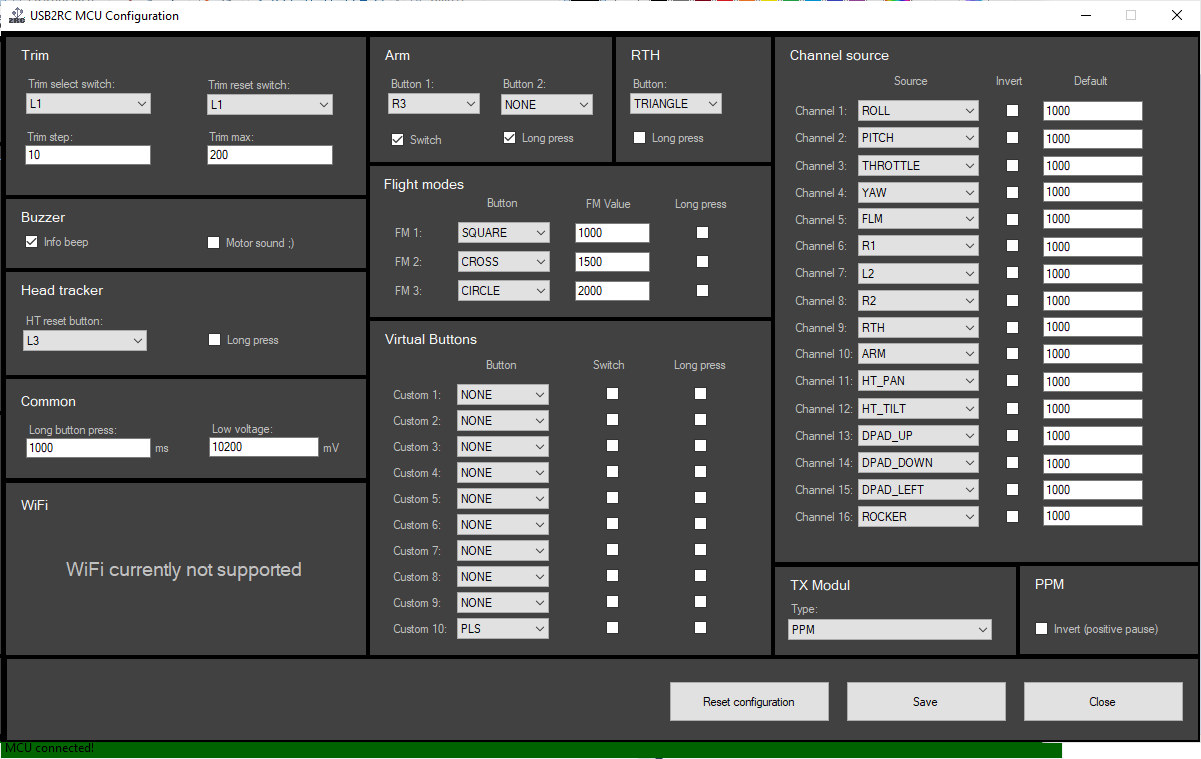 USB2RC MCU Configuration
Trim
Trim select switch:
Trim reset switch:
L1
L1
Trim step:
Trim max:
10
200
Buzzer
Info beep
Motor sound ;)
Head tracker
HT reset button:
L3
Long press
Common
Long button press:
Low voltage:
1000 ms
10200 mV
WiFi
WiFi currently not supported
Arm
Button 1:
Button 2:
R3
NONE
Switch
Long press
RTH
Button:
TRIANGLE
Long press
Flight modes
Button FM Value Long press
FM 1: SQUARE 1000
FM 2: CROSS 1500
FM 3: CIRCLE 2000
Virtual Buttons
Button Switch Long press
Custom 1: NONE
Custom 2: NONE
Custom 3: NONE
Custom 4: NONE
Custom 5: NONE
Custom 6: NONE
Custom 7: NONE
Custom 8: NONE
Custom 9: NONE
Custom 10: PLS
Channel source
Source Invert Default
Channel 1: ROLL 1000
Channel 2: PITCH 1000
Channel 3: THROTTLE 1000
Channel 4: YAW 1000
Channel 5: FLM 1000
Channel 6: R1 1000
Channel 7: L2 1000
Channel 8: R2 1000
Channel 9: RTH 1000
Channel 10: ARM 1000
Channel 11: HT_PAN 1000
Channel 12: HT_TILT 1000
Channel 13: DPAD_UP 1000
Channel 14: DPAD_DOWN 1000
Channel 15: DPAD_LEFT 1000
Channel 16: ROCKER 1000
TX Modul
Type:
PPM
PPM
Invert (positive pause)
Reset configuration
Save
Close
MCU connected!